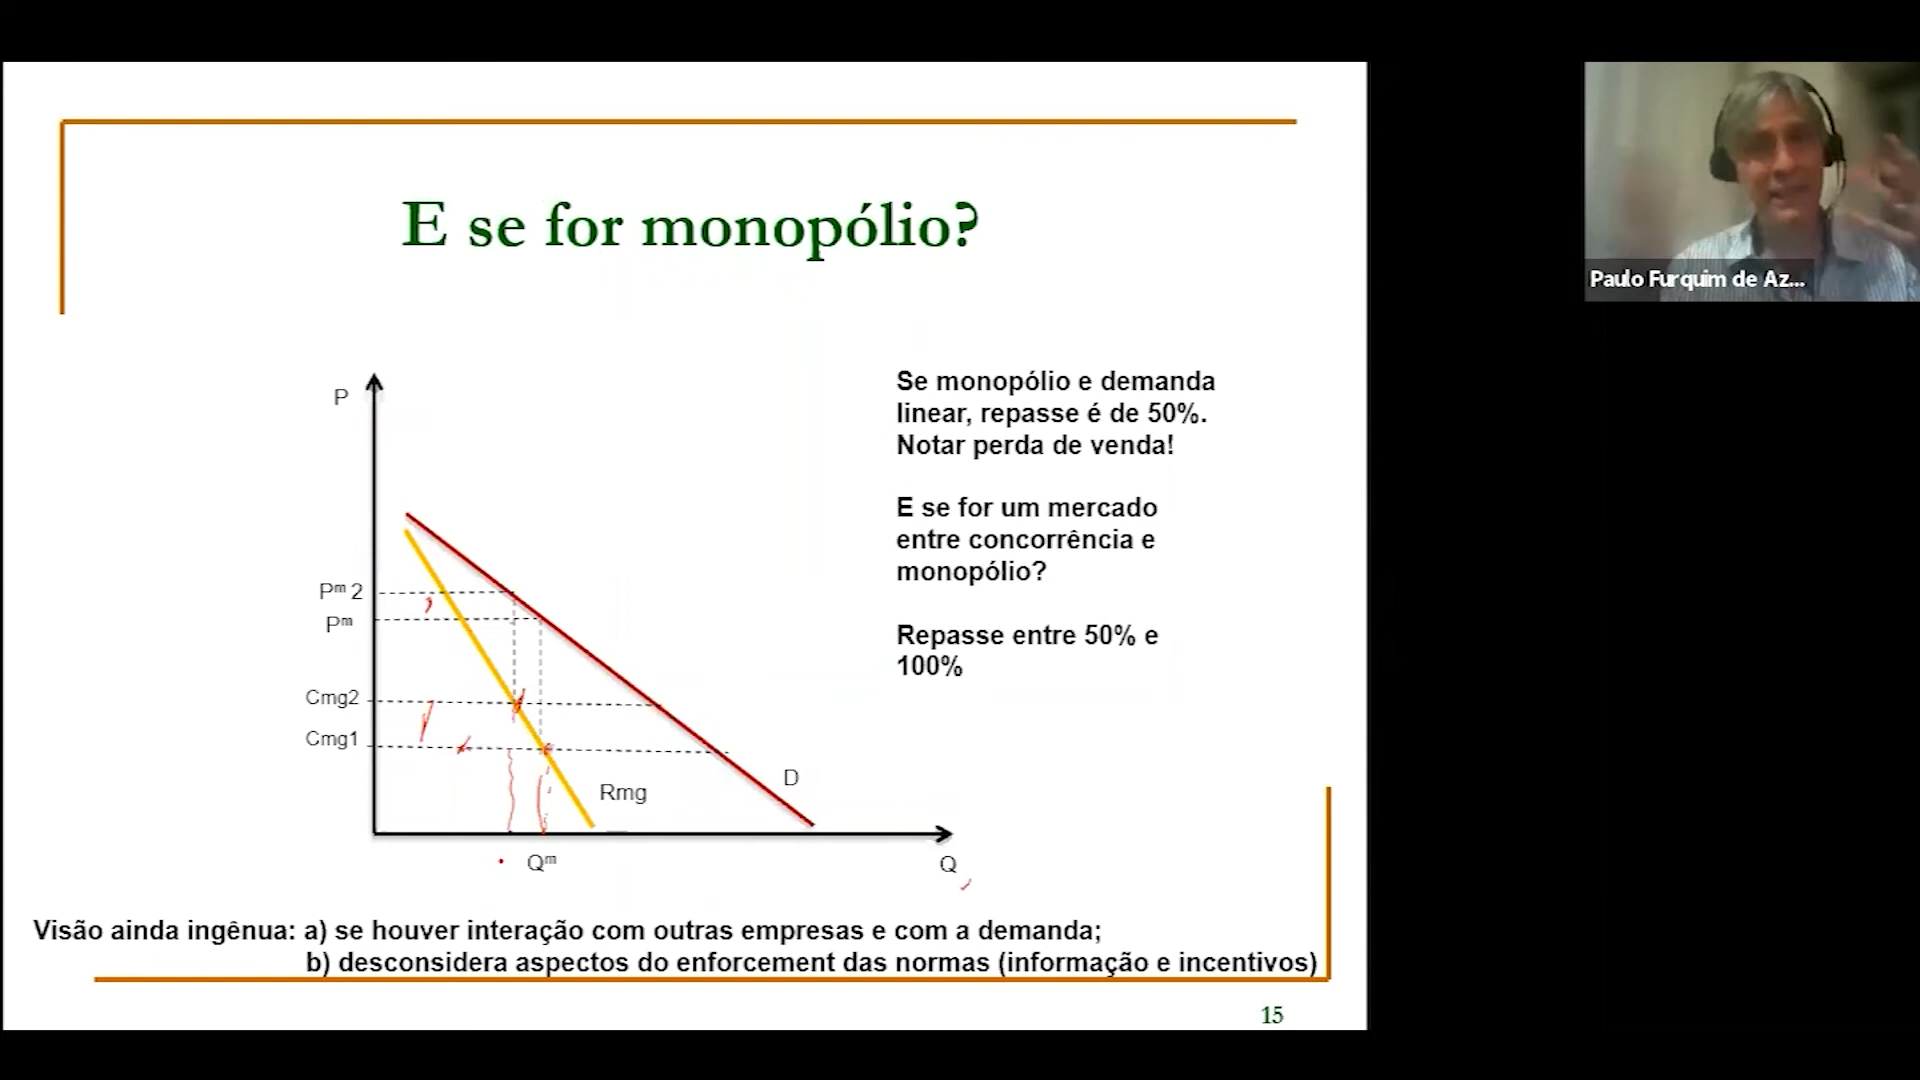 E se for monopólio?
Paulo Furquim de Az...
P
Se monopólio e demanda
linear, repasse é de 50%.
Notar perda de venda!
E se for um mercado
entre concorrência e
monopólio?
Repasse entre 50% e
100%
Pᵐ 2
Pᵐ
Cmg2
Cmg1
D
Rmg
Qᵐ
Q
Visão ainda ingênua: a) se houver interação com outras empresas e com a demanda;
b) desconsidera aspectos do enforcement das normas (informação e incentivos)
15